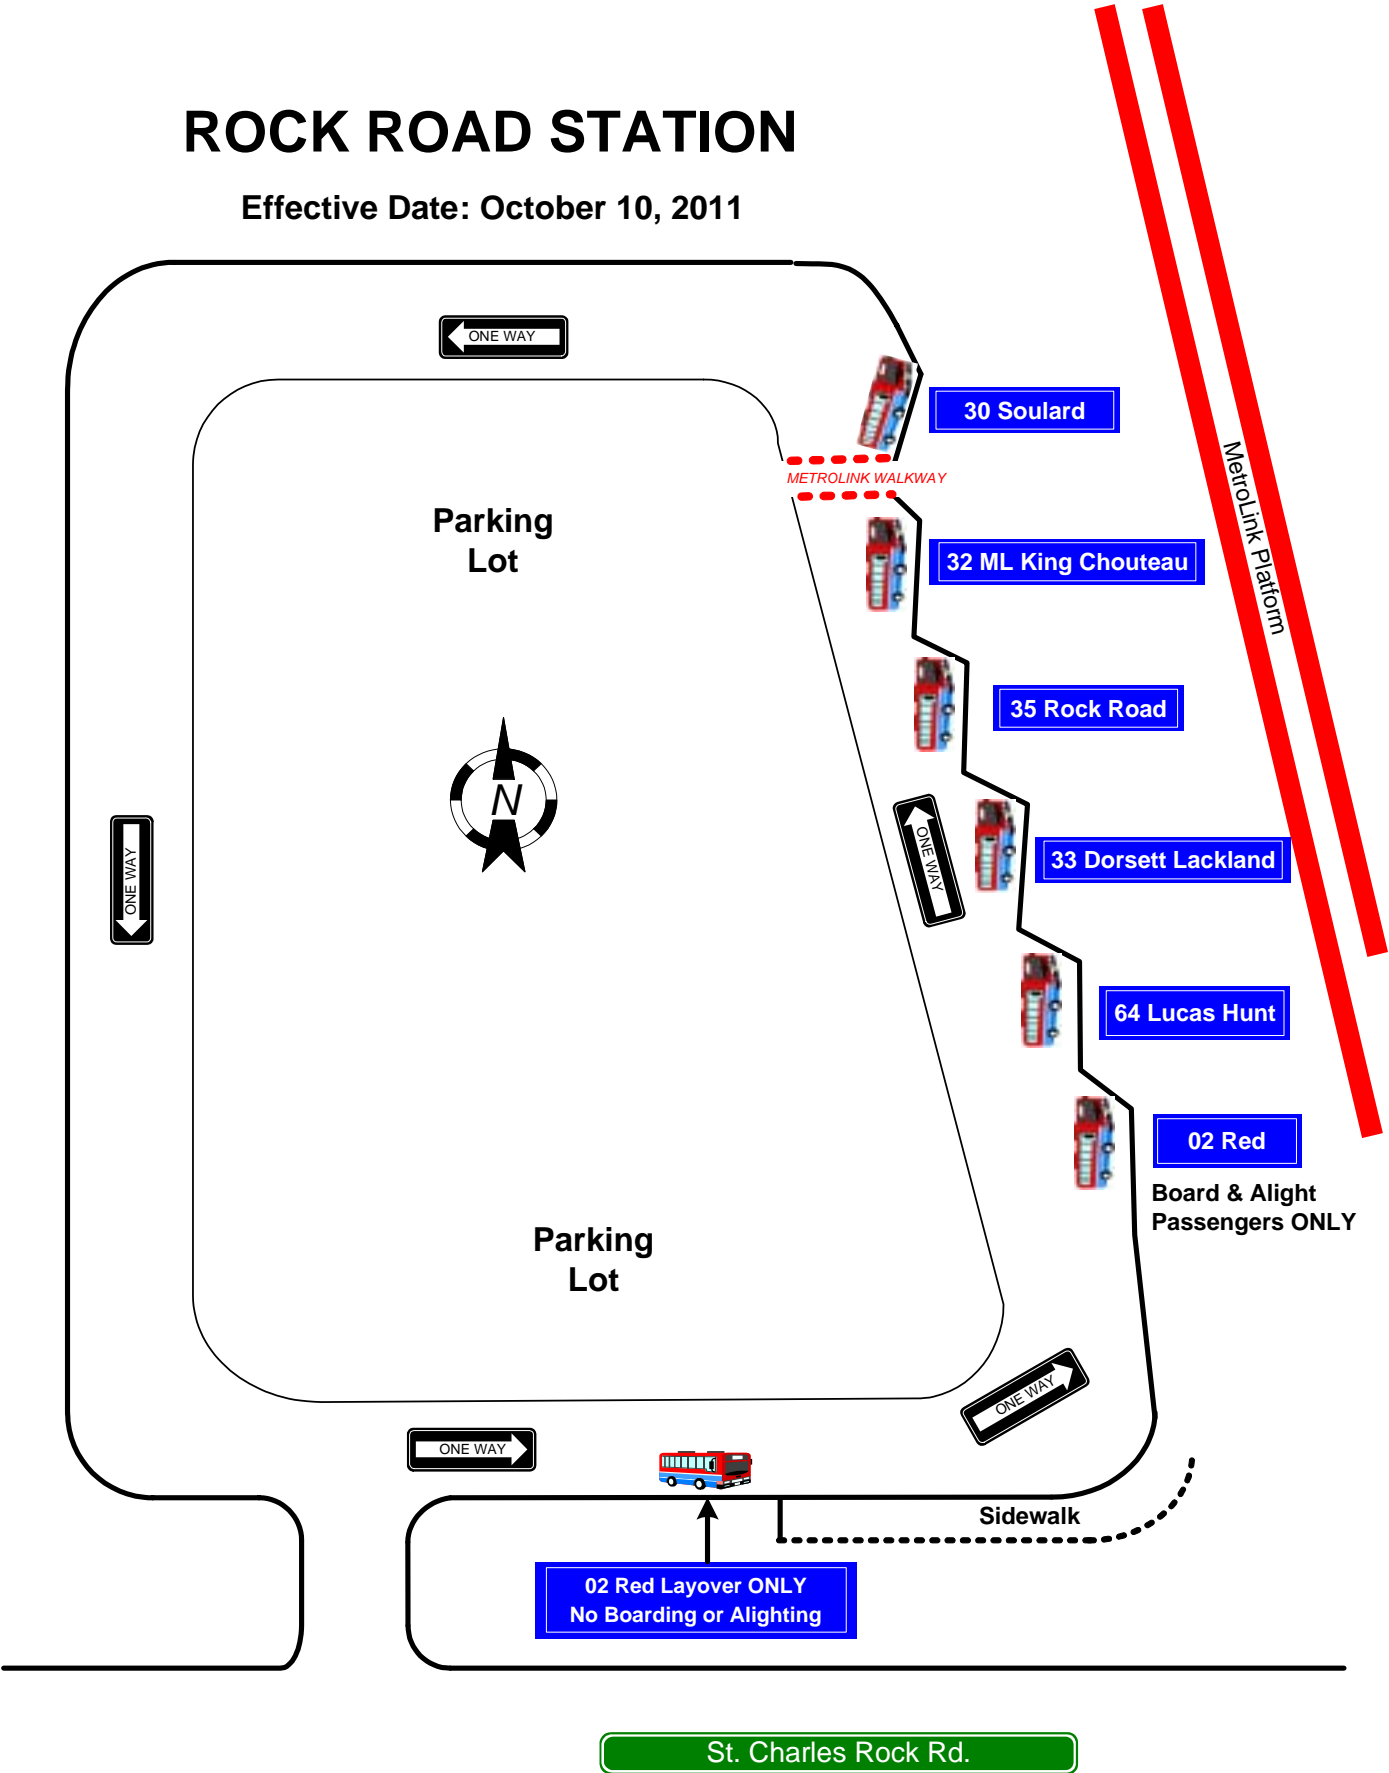 ROCK ROAD STATION
Effective Date: October 10, 2011
ONE WAY
30 Soulard
METROLINK WALKWAY
MetroLink Platform
Parking
Lot
32 ML King Chouteau
35 Rock Road
N
ONE WAY
ONE WAY
33 Dorsett Lackland
64 Lucas Hunt
02 Red
Board & Alight
Passengers ONLY
Parking
Lot
ONE WAY
ONE WAY
Sidewalk
02 Red Layover ONLY
No Boarding or Alighting
St. Charles Rock Rd.